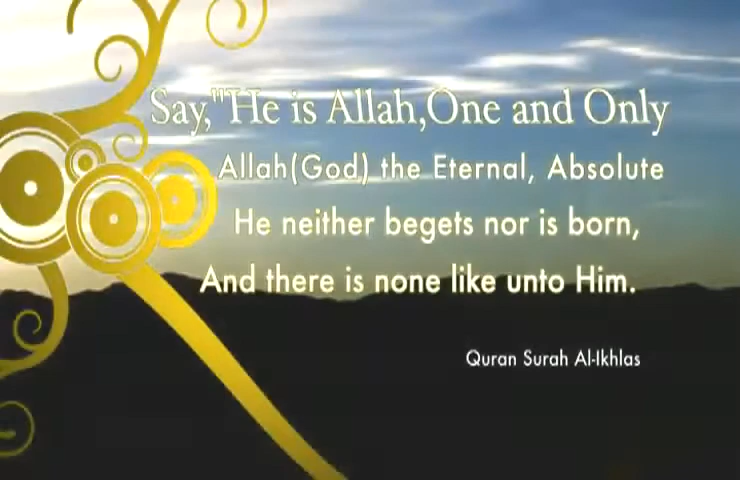 Say,"He is Allah,One and Only
Allah(God) the Eternal, Absolute
He neither begets nor is born,
And there is none like unto Him.
Quran Surah Al-Ikhlas